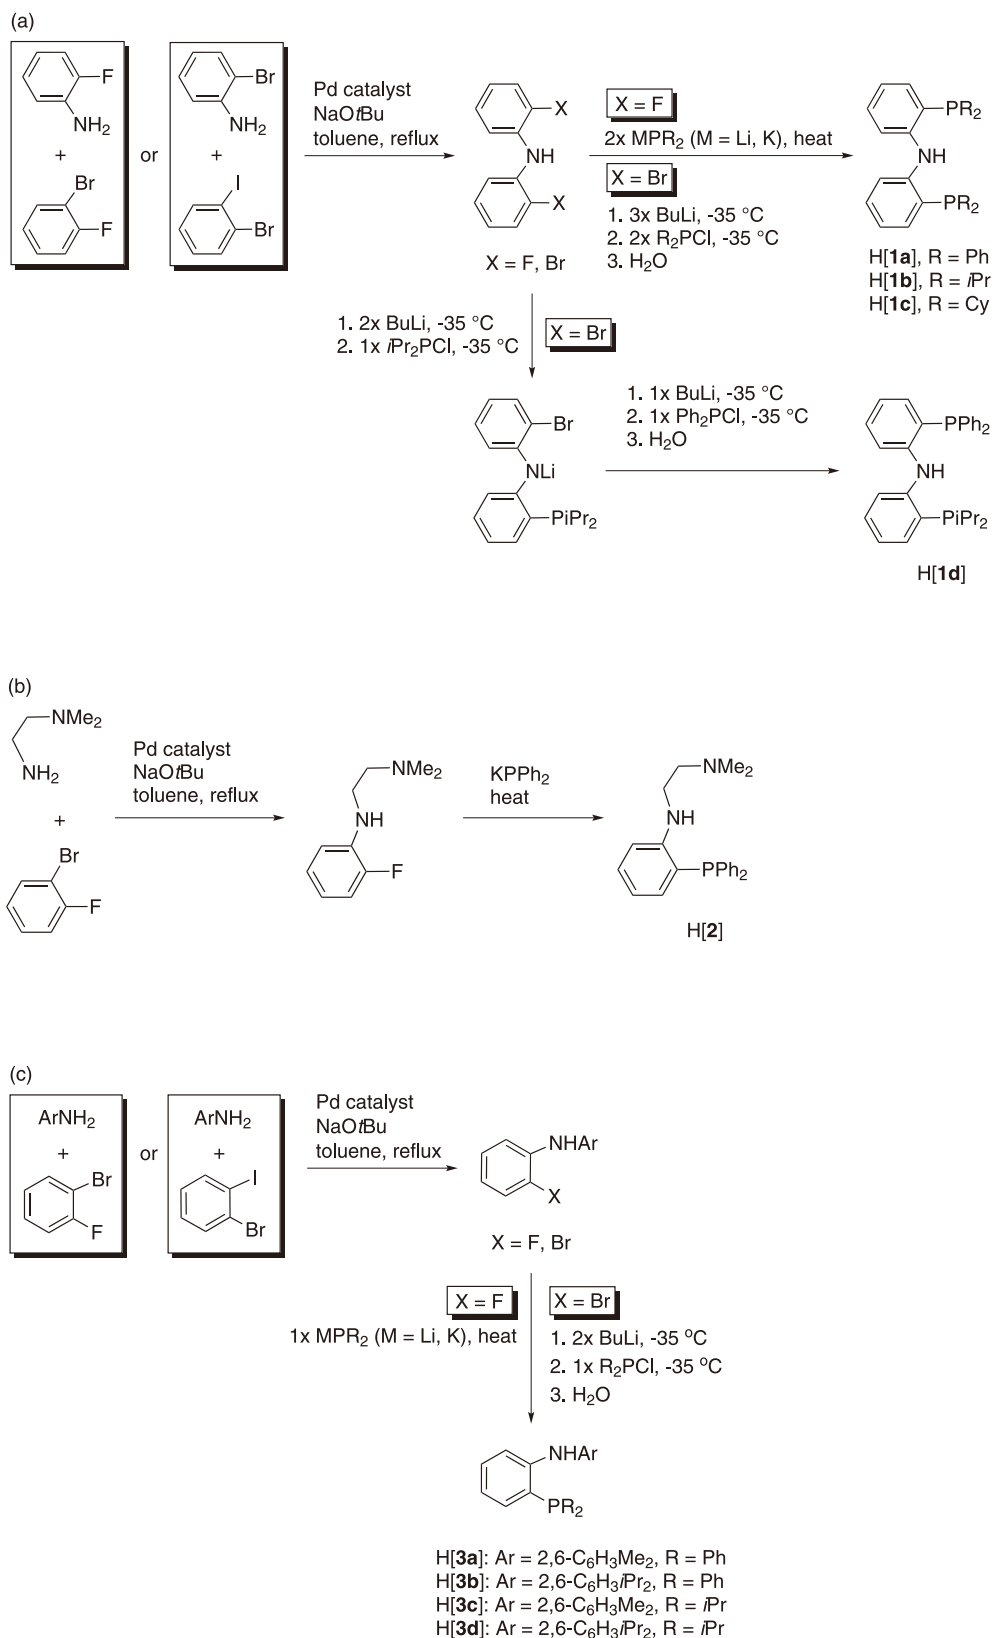 (a)
F
NH2
+
Br
F
or
Br
NH2
+
I
Br
Pd catalyst
NaOtBu
toluene, reflux
X
NH
X
X = F, Br
X = F
2x MPR2 (M = Li, K), heat
X = Br
1. 3x BuLi, -35 °C
2. 2x R2PCl, -35 °C
3. H2O
PR2
NH
PR2
H[1a], R = Ph
H[1b], R = iPr
H[1c], R = Cy
1. 2x BuLi, -35 °C
2. 1x iPr2PCl, -35 °C
X = Br
Br
NLi
PiPr2
1. 1x BuLi, -35 °C
2. 1x Ph2PCl, -35 °C
3. H2O
PPh2
NH
PiPr2
H[1d]
(b)
NMe2
NH2
+
Br
F
Pd catalyst
NaOtBu
toluene, reflux
NMe2
NH
F
KPPh2
heat
NMe2
NH
PPh2
H[2]
(c)
ArNH2
+
Br
F
or
ArNH2
+
I
Br
Pd catalyst
NaOtBu
toluene, reflux
NHAr
X
X = F, Br
X = F
1x MPR2 (M = Li, K), heat
X = Br
1. 2x BuLi, -35 °C
2. 1x R2PCl, -35 °C
3. H2O
NHAr
PR2
H[3a]: Ar = 2,6-C6H3Me2, R = Ph
H[3b]: Ar = 2,6-C6H3iPr2, R = Ph
H[3c]: Ar = 2,6-C6H3Me2, R = iPr
H[3d]: Ar = 2,6-C6H3iPr2, R = iPr